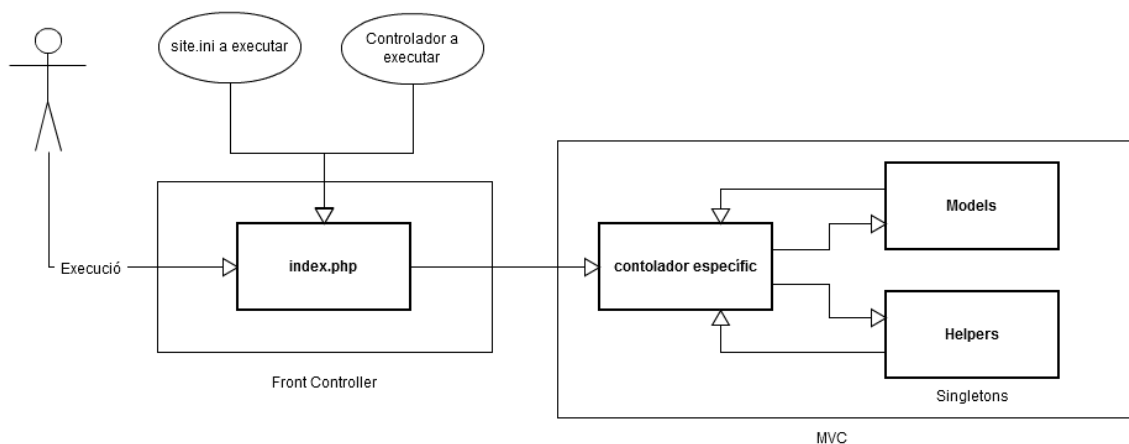 site.ini a executar
Controlador a
executar
Execució
index.php
Front Controller
contolador específic
Models
Helpers
Singletons
MVC